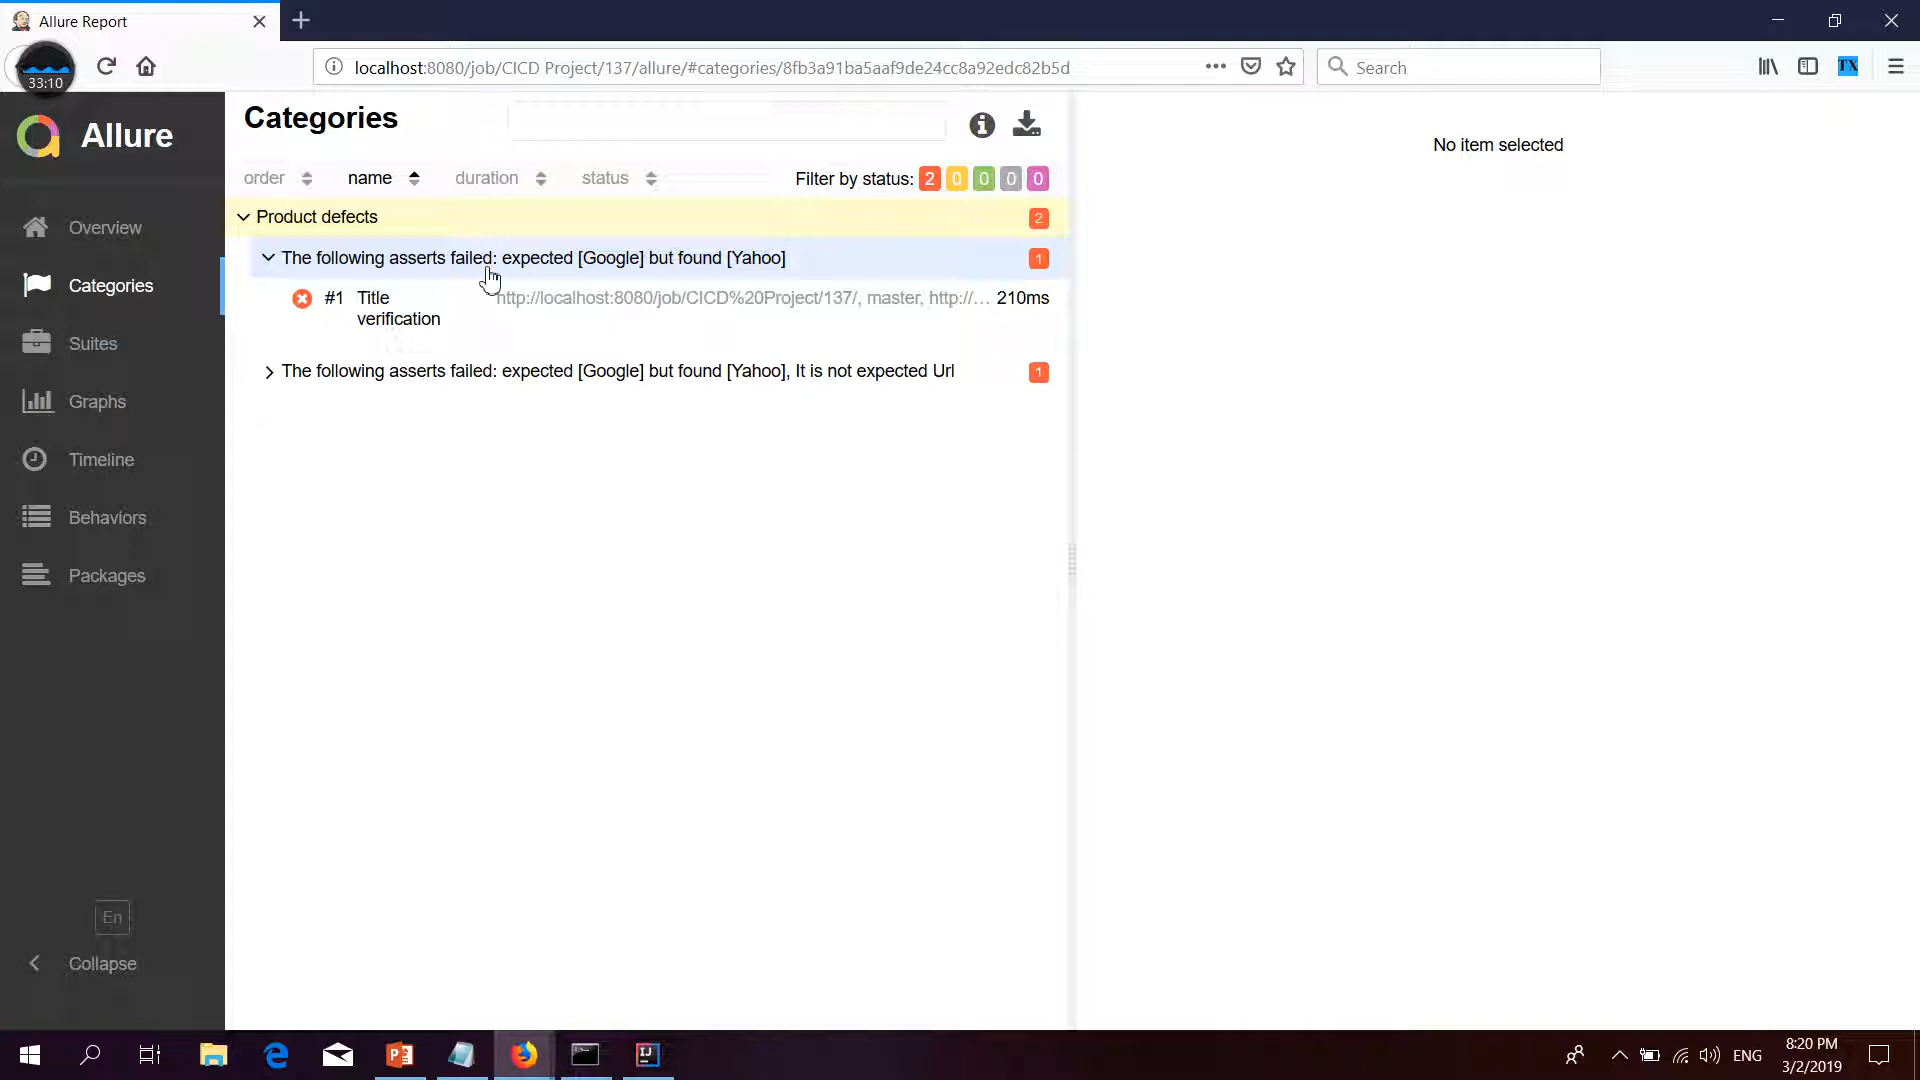 Allure Report
33:10
localhost:8080/job/CICD Project/137/allure/#categories/8fb3a91ba5aaf9de24cc8a92edc82b5d
Search
TX
Allure
Overview
Categories
Suites
Graphs
Timeline
Behaviors
Packages
En
Collapse
Categories
order name duration status Filter by status: 2 0 0 0 0
Product defects 2
The following asserts failed: expected [Google] but found [Yahoo] 1
#1 Title verification http://localhost:8080/job/CICD%20Project/137/, master, http://... 210ms
The following asserts failed: expected [Google] but found [Yahoo], It is not expected Url 1
No item selected
ENG
8:20 PM
3/2/2019